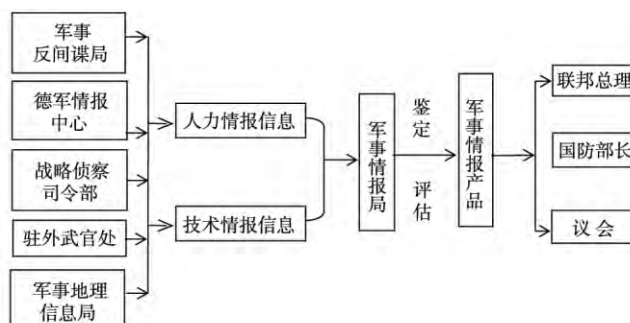 军事
反间谍局
德军情报
中心
战略侦察
司令部
驻外武官处
军事地理
信息局
人力情报信息
技术情报信息
军事情报局
鉴定
评估
军事情报产品
联邦总理
国防部长
议会